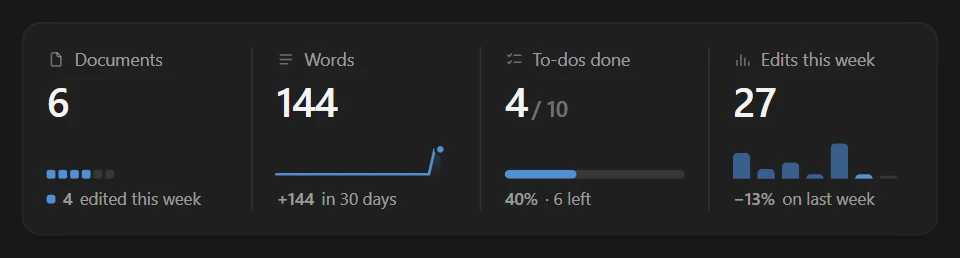 Documents
6
4 edited this week
Words
144
+144 in 30 days
To-dos done
4 / 10
40% · 6 left
Edits this week
27
−13% on last week